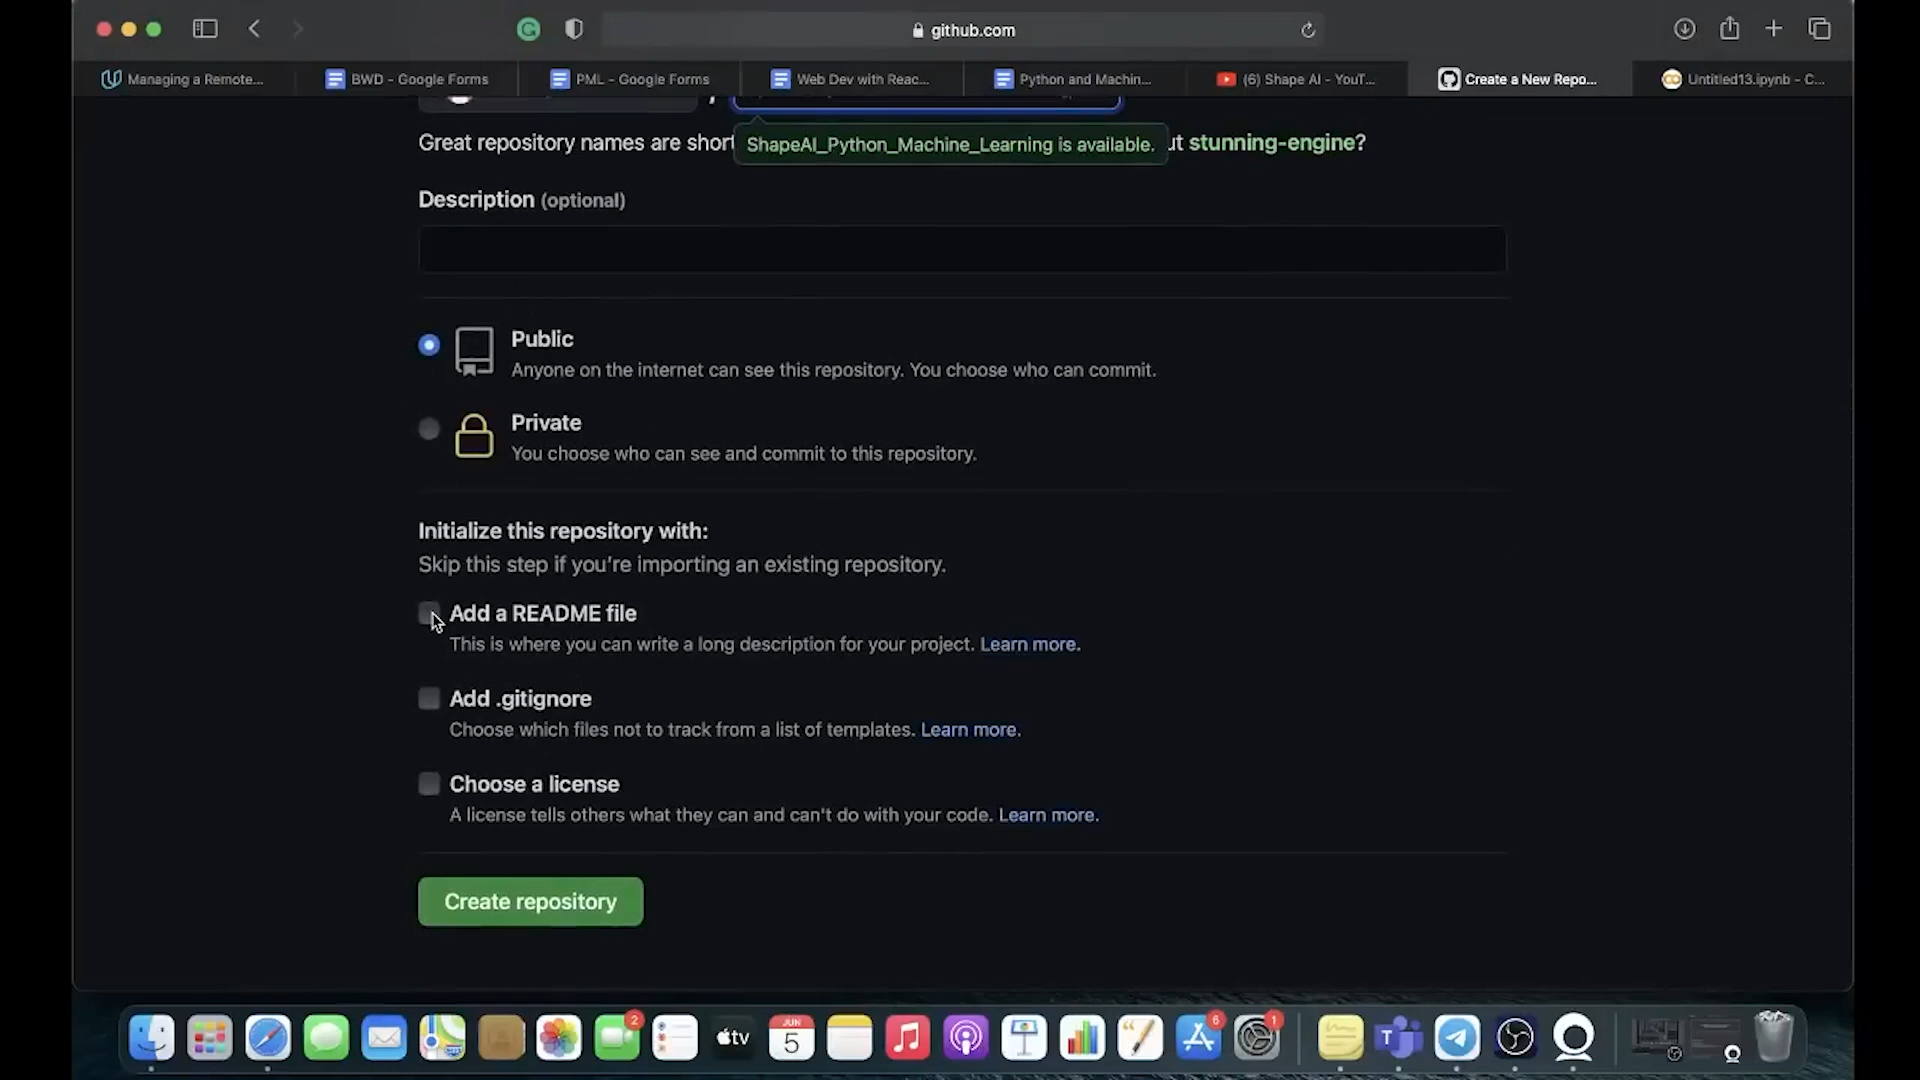 github.com
Managing a Remote...
BWD - Google Forms
PML - Google Forms
Web Dev with Reac...
Python and Machin...
(6) Shape AI - YouT...
Create a New Repo...
Untitled13.ipynb - C...
Great repository names are short
ShapeAI_Python_Machine_Learning is available.
ut stunning-engine?
Description (optional)
Public
Anyone on the internet can see this repository. You choose who can commit.
Private
You choose who can see and commit to this repository.
Initialize this repository with:
Skip this step if you're importing an existing repository.
Add a README file
This is where you can write a long description for your project. Learn more.
Add .gitignore
Choose which files not to track from a list of templates. Learn more.
Choose a license
A license tells others what they can and can't do with your code. Learn more.
Create repository
2
tv
JUN
5
6
1